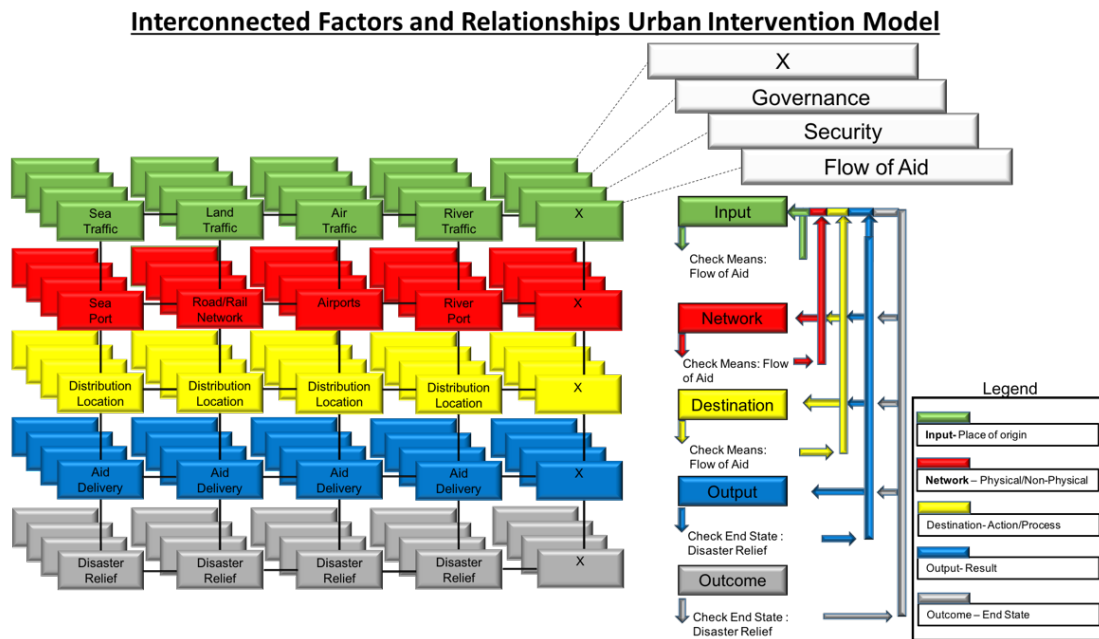 Interconnected Factors and Relationships Urban Intervention Model
X
Governance
Security
Flow of Aid
Sea
Traffic
Land
Traffic
Air
Traffic
River
Traffic
X
Sea
Port
Road/Rail
Network
Airports
River
Port
X
Distribution
Location
Distribution
Location
Distribution
Location
Distribution
Location
X
Aid
Delivery
Aid
Delivery
Aid
Delivery
Aid
Delivery
X
Disaster
Relief
Disaster
Relief
Disaster
Relief
Disaster
Relief
X
Input
Check Means:
Flow of Aid
Network
Check Means: Flow
of Aid
Destination
Check Means:
Flow of Aid
Output
Check End State :
Disaster Relief
Outcome
Check End State :
Disaster Relief
Legend
Input- Place of origin
Network – Physical/Non-Physical
Destination- Action/Process
Output- Result
Outcome – End State